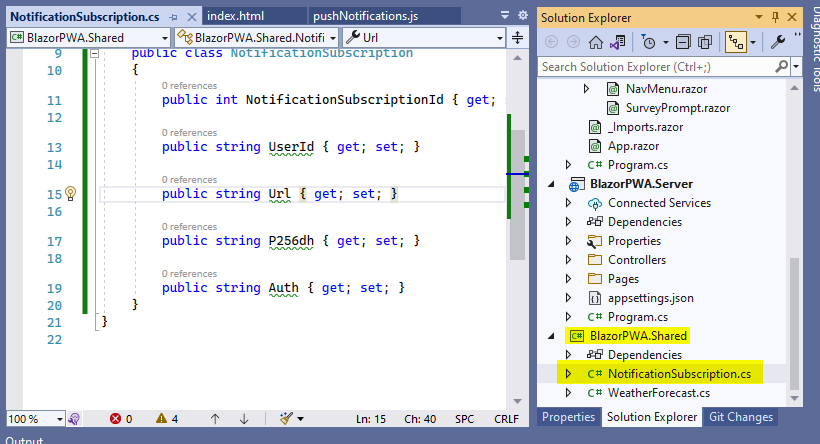 NotificationSubscription.cs
index.html
pushNotifications.js
BlazorPWA.Shared
BlazorPWA.Shared.Notifi
Url
9 public class NotificationSubscription
10 {
0 references
11 public int NotificationSubscriptionId { get;
12
0 references
13 public string UserId { get; set; }
14
0 references
15 public string Url { get; set; }
16
0 references
17 public string P256dh { get; set; }
18
0 references
19 public string Auth { get; set; }
20 }
21 }
22
100 %
0
4
Ln: 15
Ch: 40
SPC
CRLF
Output
Solution Explorer
Search Solution Explorer (Ctrl+;)
NavMenu.razor
SurveyPrompt.razor
_Imports.razor
App.razor
C# Program.cs
BlazorPWA.Server
Connected Services
Dependencies
Properties
Controllers
Pages
appsettings.json
C# Program.cs
C# BlazorPWA.Shared
Dependencies
C# NotificationSubscription.cs
C# WeatherForecast.cs
Properties
Solution Explorer
Git Changes
Diagnostic Tools